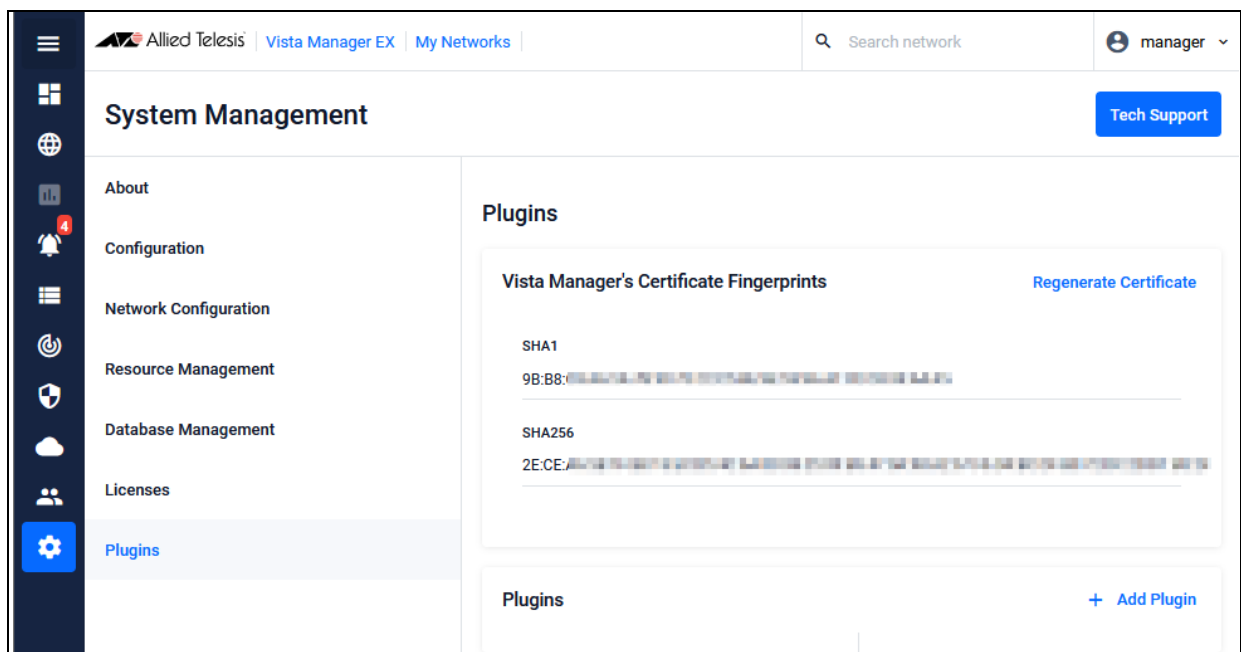 Allied Telesis Vista Manager EX My Networks Search network manager
System Management Tech Support
About
Configuration
Network Configuration
Resource Management
Database Management
Licenses
Plugins
4
Plugins
Vista Manager's Certificate Fingerprints Regenerate Certificate
SHA1
9B:B8:
SHA256
2E:CE:
Plugins + Add Plugin